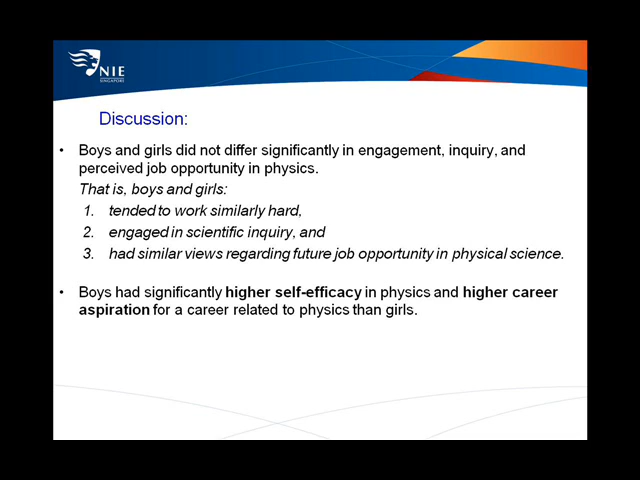 NIE
SINGAPORE
Discussion:
• Boys and girls did not differ significantly in engagement, inquiry, and
perceived job opportunity in physics.
That is, boys and girls:
1. tended to work similarly hard,
2. engaged in scientific inquiry, and
3. had similar views regarding future job opportunity in physical science.
• Boys had significantly higher self-efficacy in physics and higher career
aspiration for a career related to physics than girls.